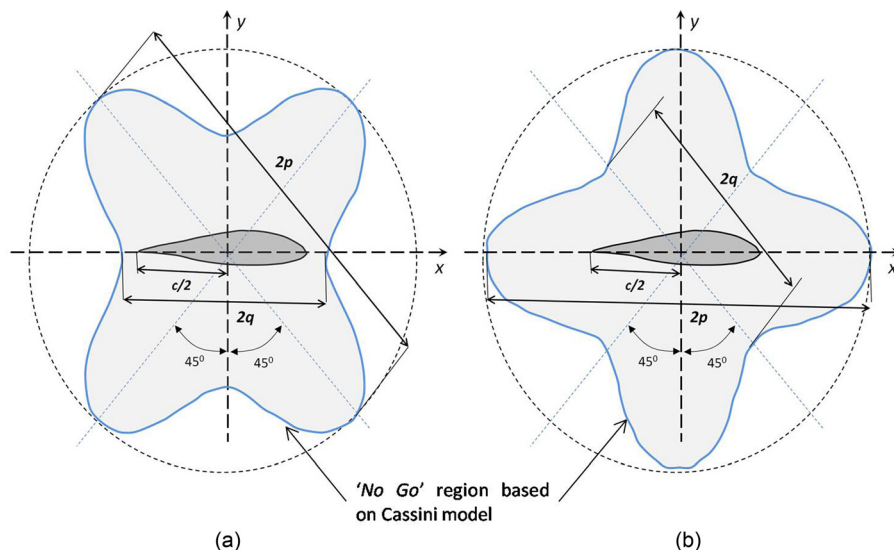 y
2p
x
c/2
2q
45⁰
45⁰
y
2q
x
c/2
2p
45⁰
45⁰
'No Go' region based
on Cassini model
(a)
(b)